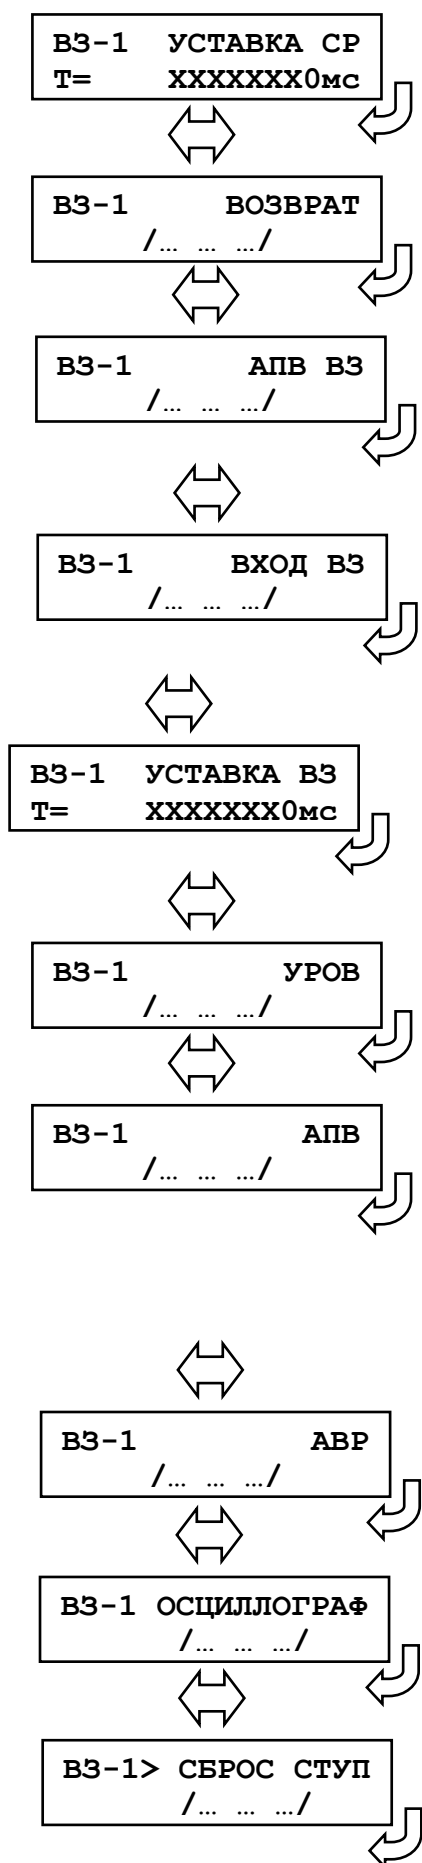 ВЗ-1 УСТАВКА СР
Т= ХХХХХХХ0мс
ВЗ-1 ВОЗВРАТ
/… … …/
ВЗ-1 АПВ ВЗ
/… … …/
ВЗ-1 ВХОД ВЗ
/… … …/
ВЗ-1 УСТАВКА ВЗ
Т= ХХХХХХХ0мс
ВЗ-1 УРОВ
/… … …/
ВЗ-1 АПВ
/… … …/
ВЗ-1 АВР
/… … …/
ВЗ-1 ОСЦИЛЛОГРАФ
/… … …/
ВЗ-1> СБРОС СТУП
/… … …/